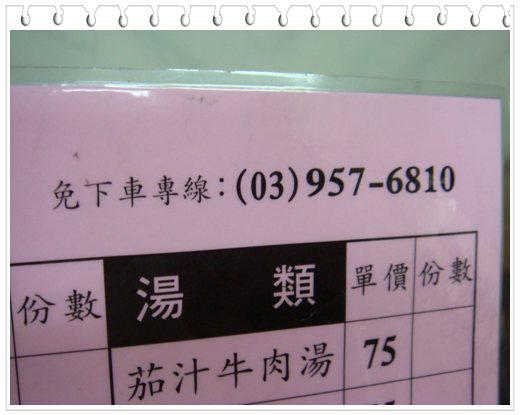 免下車專線：(03)957-6810
份數 湯 類 單價 份數
茄汁牛肉湯 75